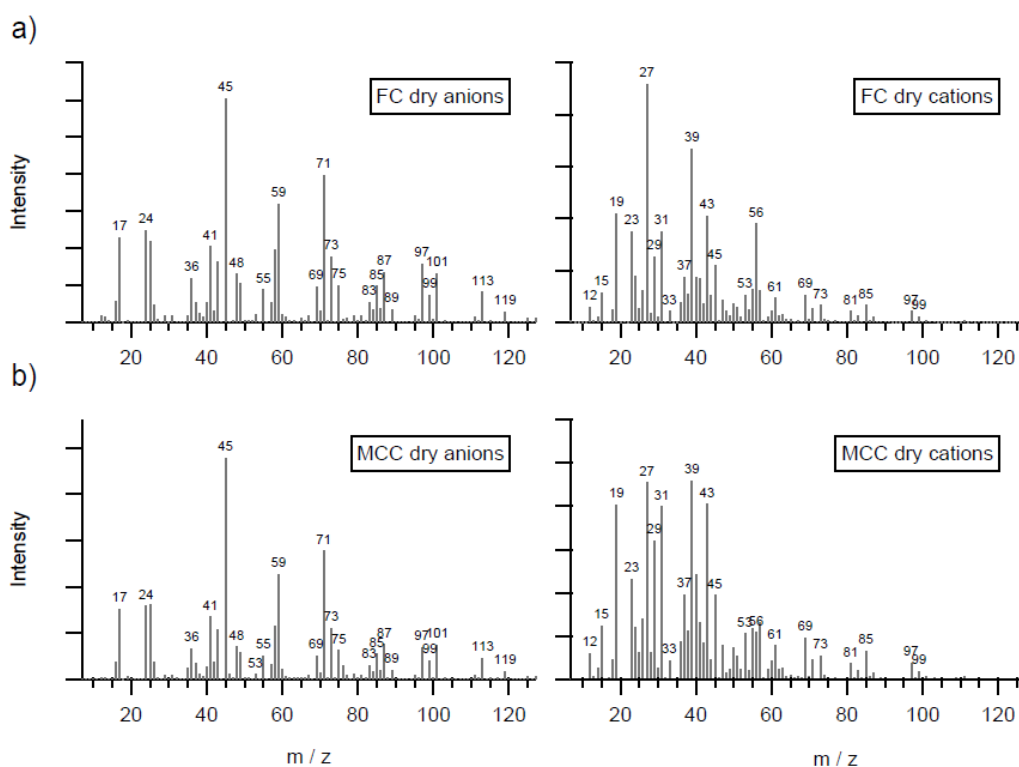 a)
Intensity
FC dry anions
17 24 36 41 45 48 55 59 69 71 73 75 83 85 87 89 97 99 101 113 119
20 40 60 80 100 120
FC dry cations
12 15 19 23 27 29 31 33 37 39 43 45 53 56 61 69 73 81 85 97 99
20 40 60 80 100 120
b)
Intensity
MCC dry anions
17 24 36 41 45 48 53 55 59 69 71 73 75 83 85 87 89 97 99 101 113 119
20 40 60 80 100 120
m / z
MCC dry cations
12 15 19 23 27 29 31 33 37 39 43 45 53 56 61 69 73 81 85 97 99
20 40 60 80 100 120
m / z